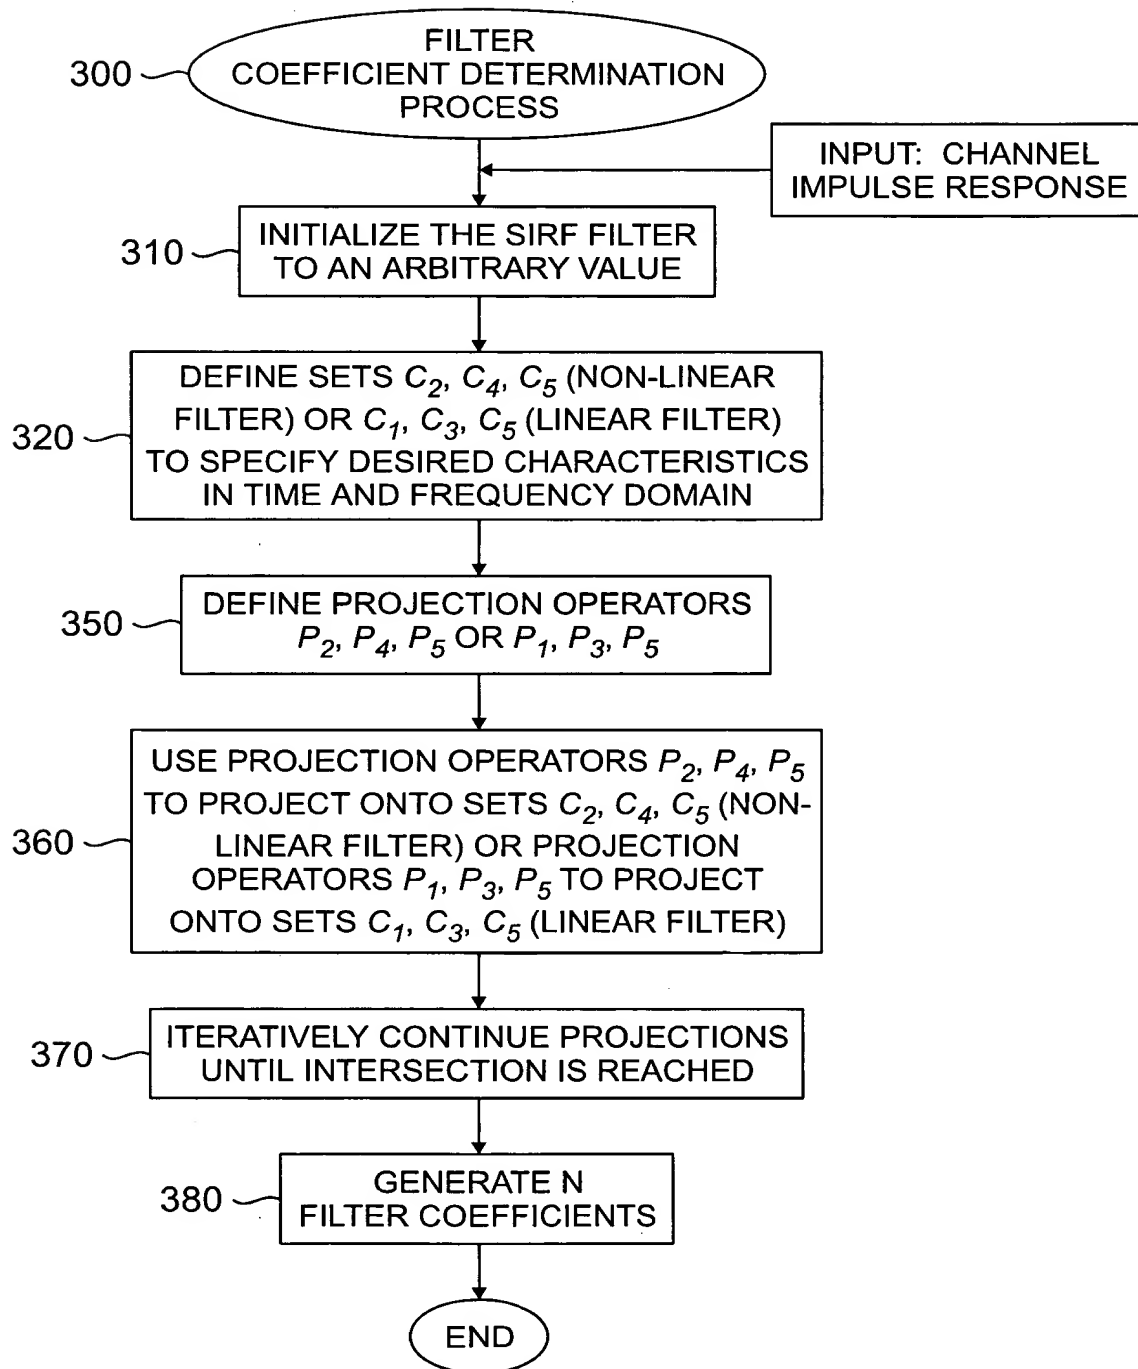 FILTER
COEFFICIENT DETERMINATION
PROCESS
300
INPUT: CHANNEL
IMPULSE RESPONSE
310
INITIALIZE THE SIRF FILTER
TO AN ARBITRARY VALUE
320
DEFINE SETS C2, C4, C5 (NON-LINEAR
FILTER) OR C1, C3, C5 (LINEAR FILTER)
TO SPECIFY DESIRED CHARACTERISTICS
IN TIME AND FREQUENCY DOMAIN
350
DEFINE PROJECTION OPERATORS
P2, P4, P5 OR P1, P3, P5
360
USE PROJECTION OPERATORS P2, P4, P5
TO PROJECT ONTO SETS C2, C4, C5 (NON-
LINEAR FILTER) OR PROJECTION
OPERATORS P1, P3, P5 TO PROJECT
ONTO SETS C1, C3, C5 (LINEAR FILTER)
370
ITERATIVELY CONTINUE PROJECTIONS
UNTIL INTERSECTION IS REACHED
380
GENERATE N
FILTER COEFFICIENTS
END